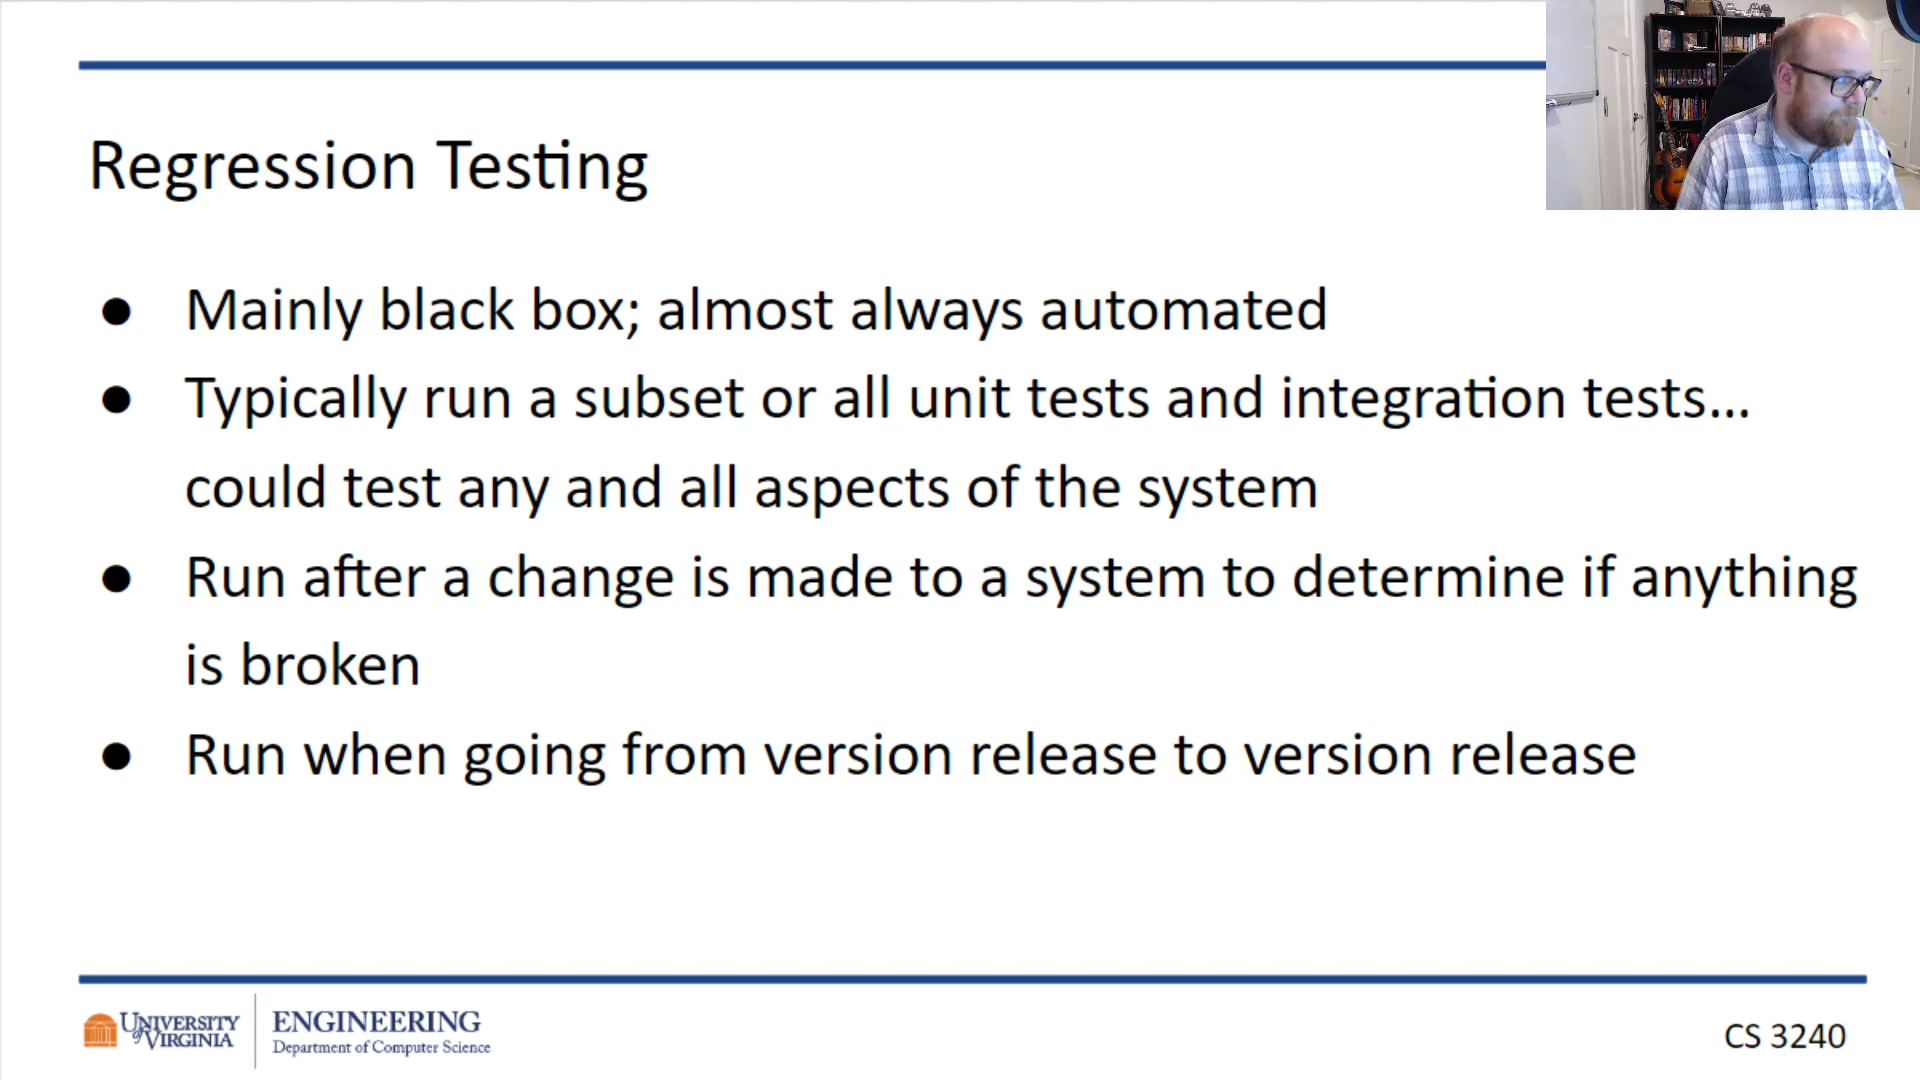 Regression Testing
● Mainly black box; almost always automated
● Typically run a subset or all unit tests and integration tests…
could test any and all aspects of the system
● Run after a change is made to a system to determine if anything
is broken
● Run when going from version release to version release
UNIVERSITY
of VIRGINIA
ENGINEERING
Department of Computer Science
CS 3240